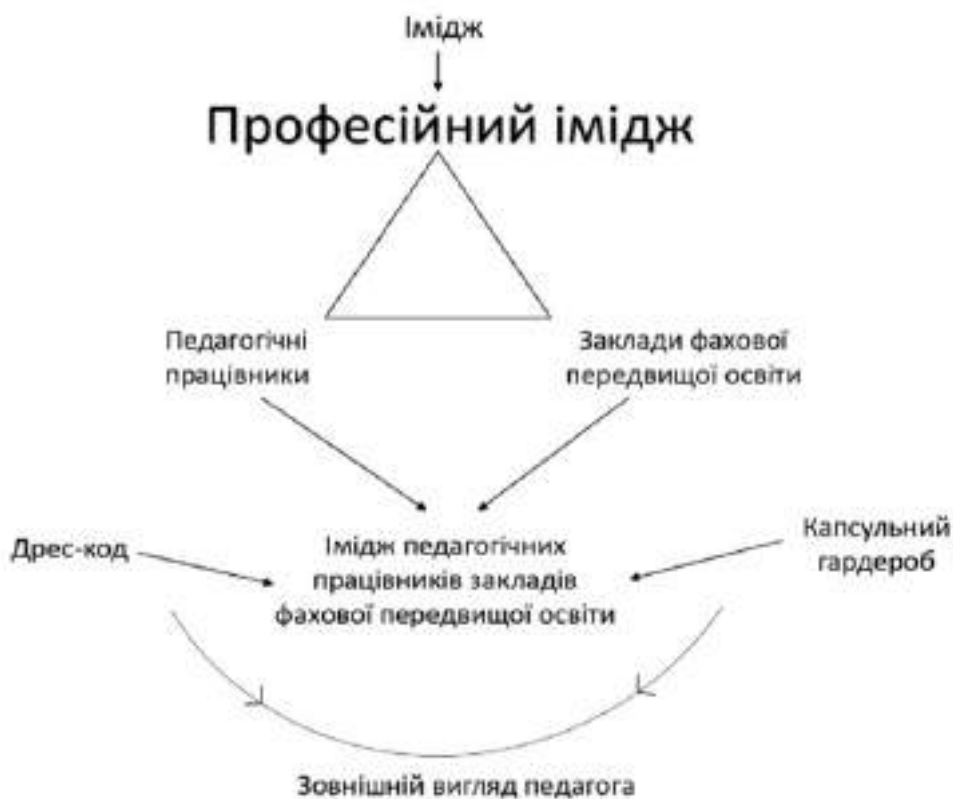 Імідж
Професійний імідж
Педагогічні
працівники
Заклади фахової
передвищої освіти
Дрес-код
Імідж педагогічних
працівників закладів
фахової передвищої освіти
Капсульний
гардероб
Зовнішній вигляд педагога